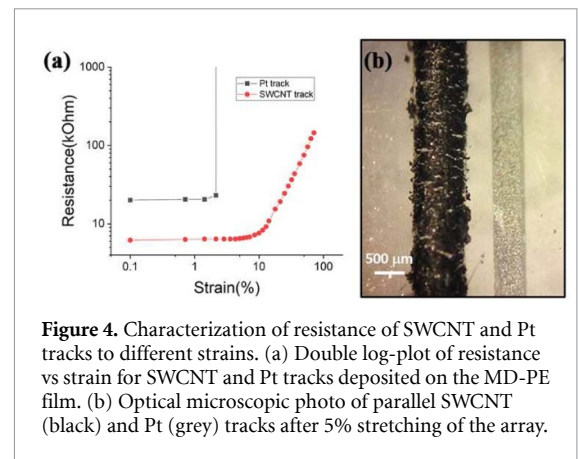 (a)
1000
100
10
Resistance(kOhm)
Pt track
SWCNT track
0.1
1
10
100
Strain(%)
(b)
500 μm
Figure 4. Characterization of resistance of SWCNT and Pt
tracks to different strains. (a) Double log-plot of resistance
vs strain for SWCNT and Pt tracks deposited on the MD-PE
film. (b) Optical microscopic photo of parallel SWCNT
(black) and Pt (grey) tracks after 5% stretching of the array.